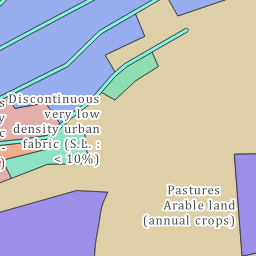 Discontinuous
very low
density urban
fabric (S.L. :
< 10%)
Pastures
Arable land
(annual crops)